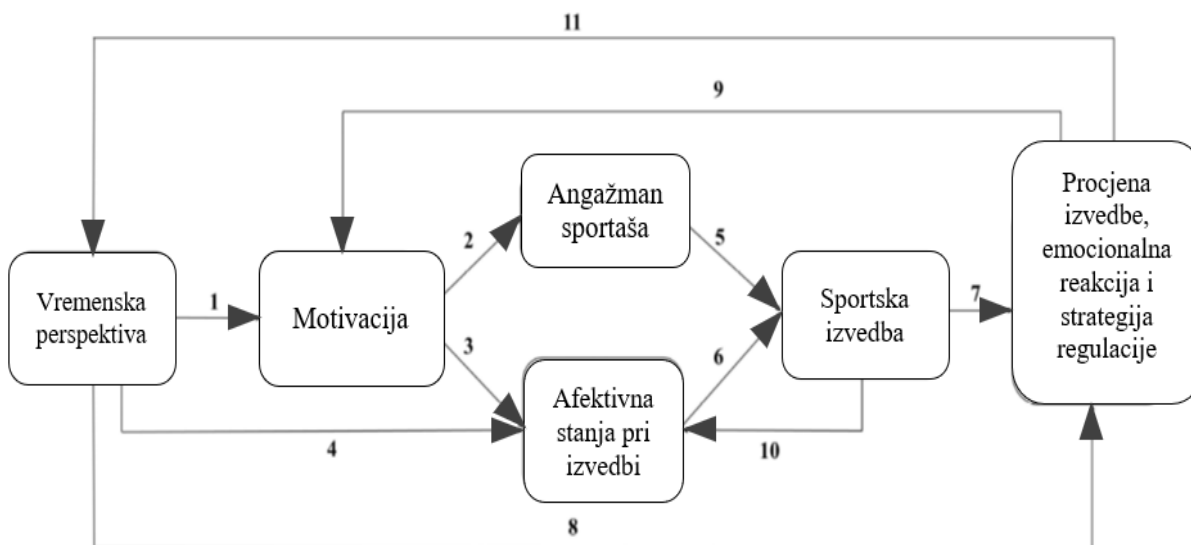 11
9
Angažman
sportaša
Procjena
izvedbe,
emocionalna
reakcija i
strategija
regulacije
2
5
Vremenska
perspektiva
1
Motivacija
Sportska
izvedba
7
3
6
Afektivna
stanja pri
izvedbi
4
10
8